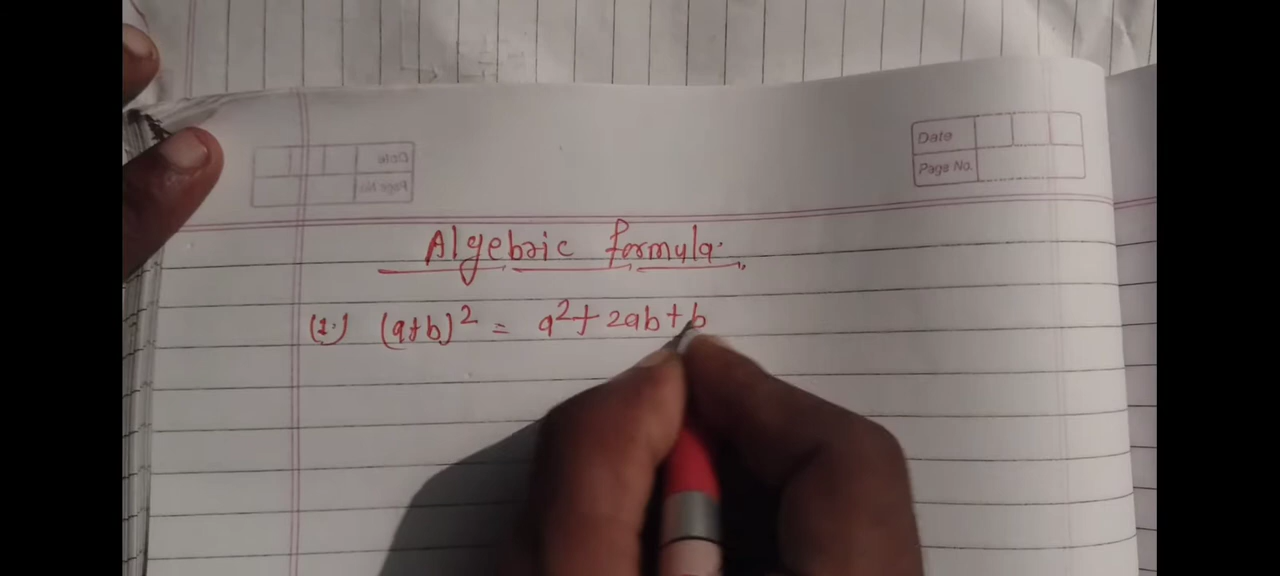 Date
Page No.
Algebric formula.
(1.) (a+b)² = a²+2ab+b